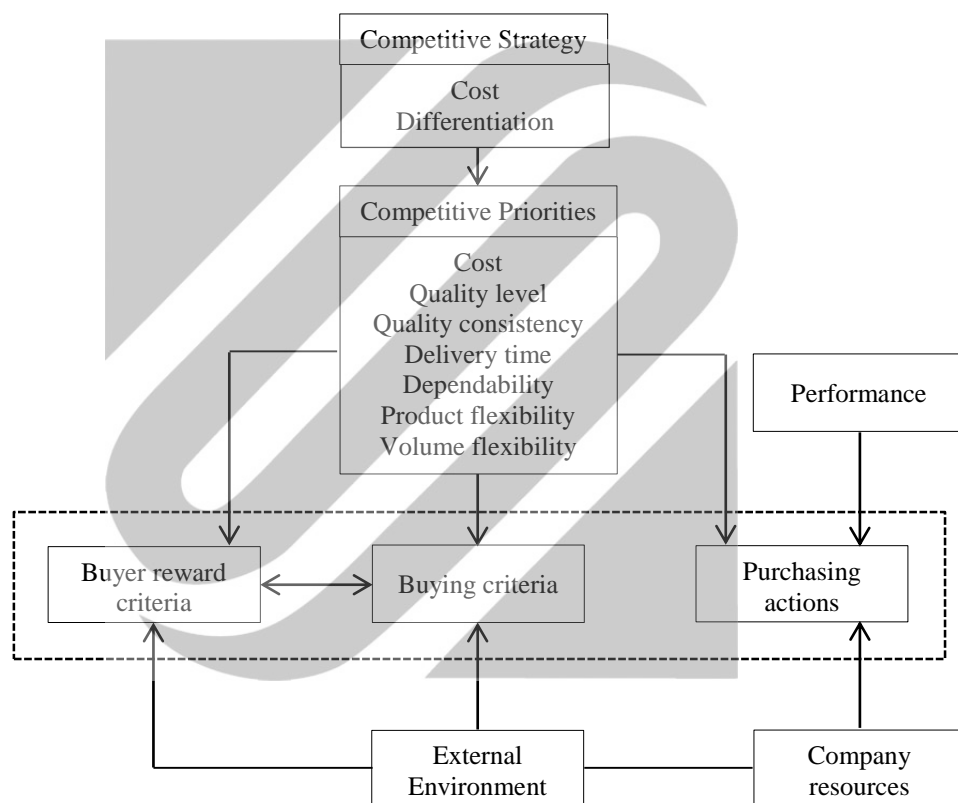 Competitive Strategy
Cost
Differentiation
Competitive Priorities
Cost
Quality level
Quality consistency
Delivery time
Dependability
Product flexibility
Volume flexibility
Performance
Buyer reward
criteria
Buying criteria
Purchasing
actions
External
Environment
Company
resources